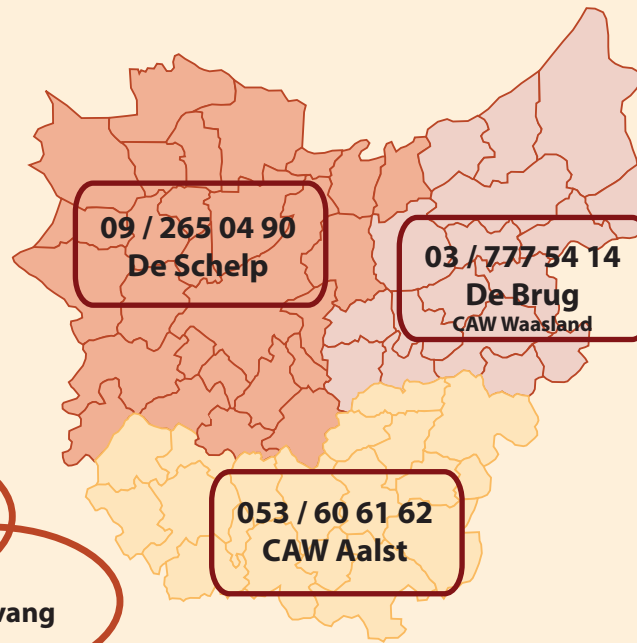 09 / 265 04 90
De Schelp
03 / 777 54 14
De Brug
CAW Waasland
053 / 60 61 62
CAW Aalst
vang